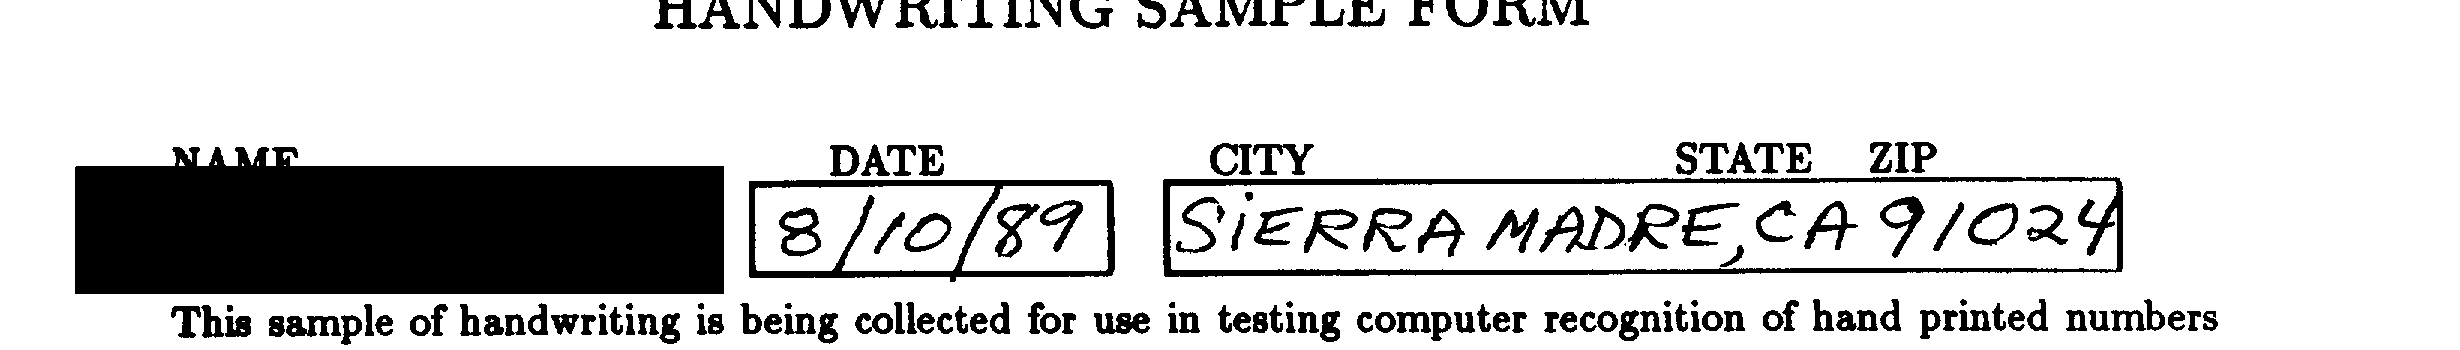 HANDWRITING SAMPLE FORM
NAME DATE CITY STATE ZIP
8/10/89 SiERRA MADRE, CA 91024
This sample of handwriting is being collected for use in testing computer recognition of hand printed numbers